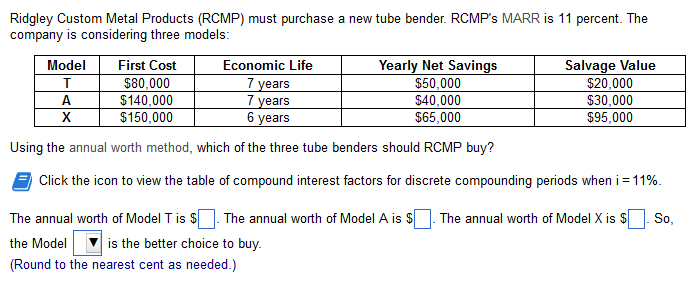 Ridgley Custom Metal Products (RCMP) must purchase a new tube bender. RCMP's MARR is 11 percent. The
company is considering three models:
Model First Cost Economic Life Yearly Net Savings Salvage Value
T $80,000 7 years $50,000 $20,000
A $140,000 7 years $40,000 $30,000
X $150,000 6 years $65,000 $95,000
Using the annual worth method, which of the three tube benders should RCMP buy?
Click the icon to view the table of compound interest factors for discrete compounding periods when i = 11%.
The annual worth of Model T is $ . The annual worth of Model A is $ . The annual worth of Model X is $ . So,
the Model ▼ is the better choice to buy.
(Round to the nearest cent as needed.)